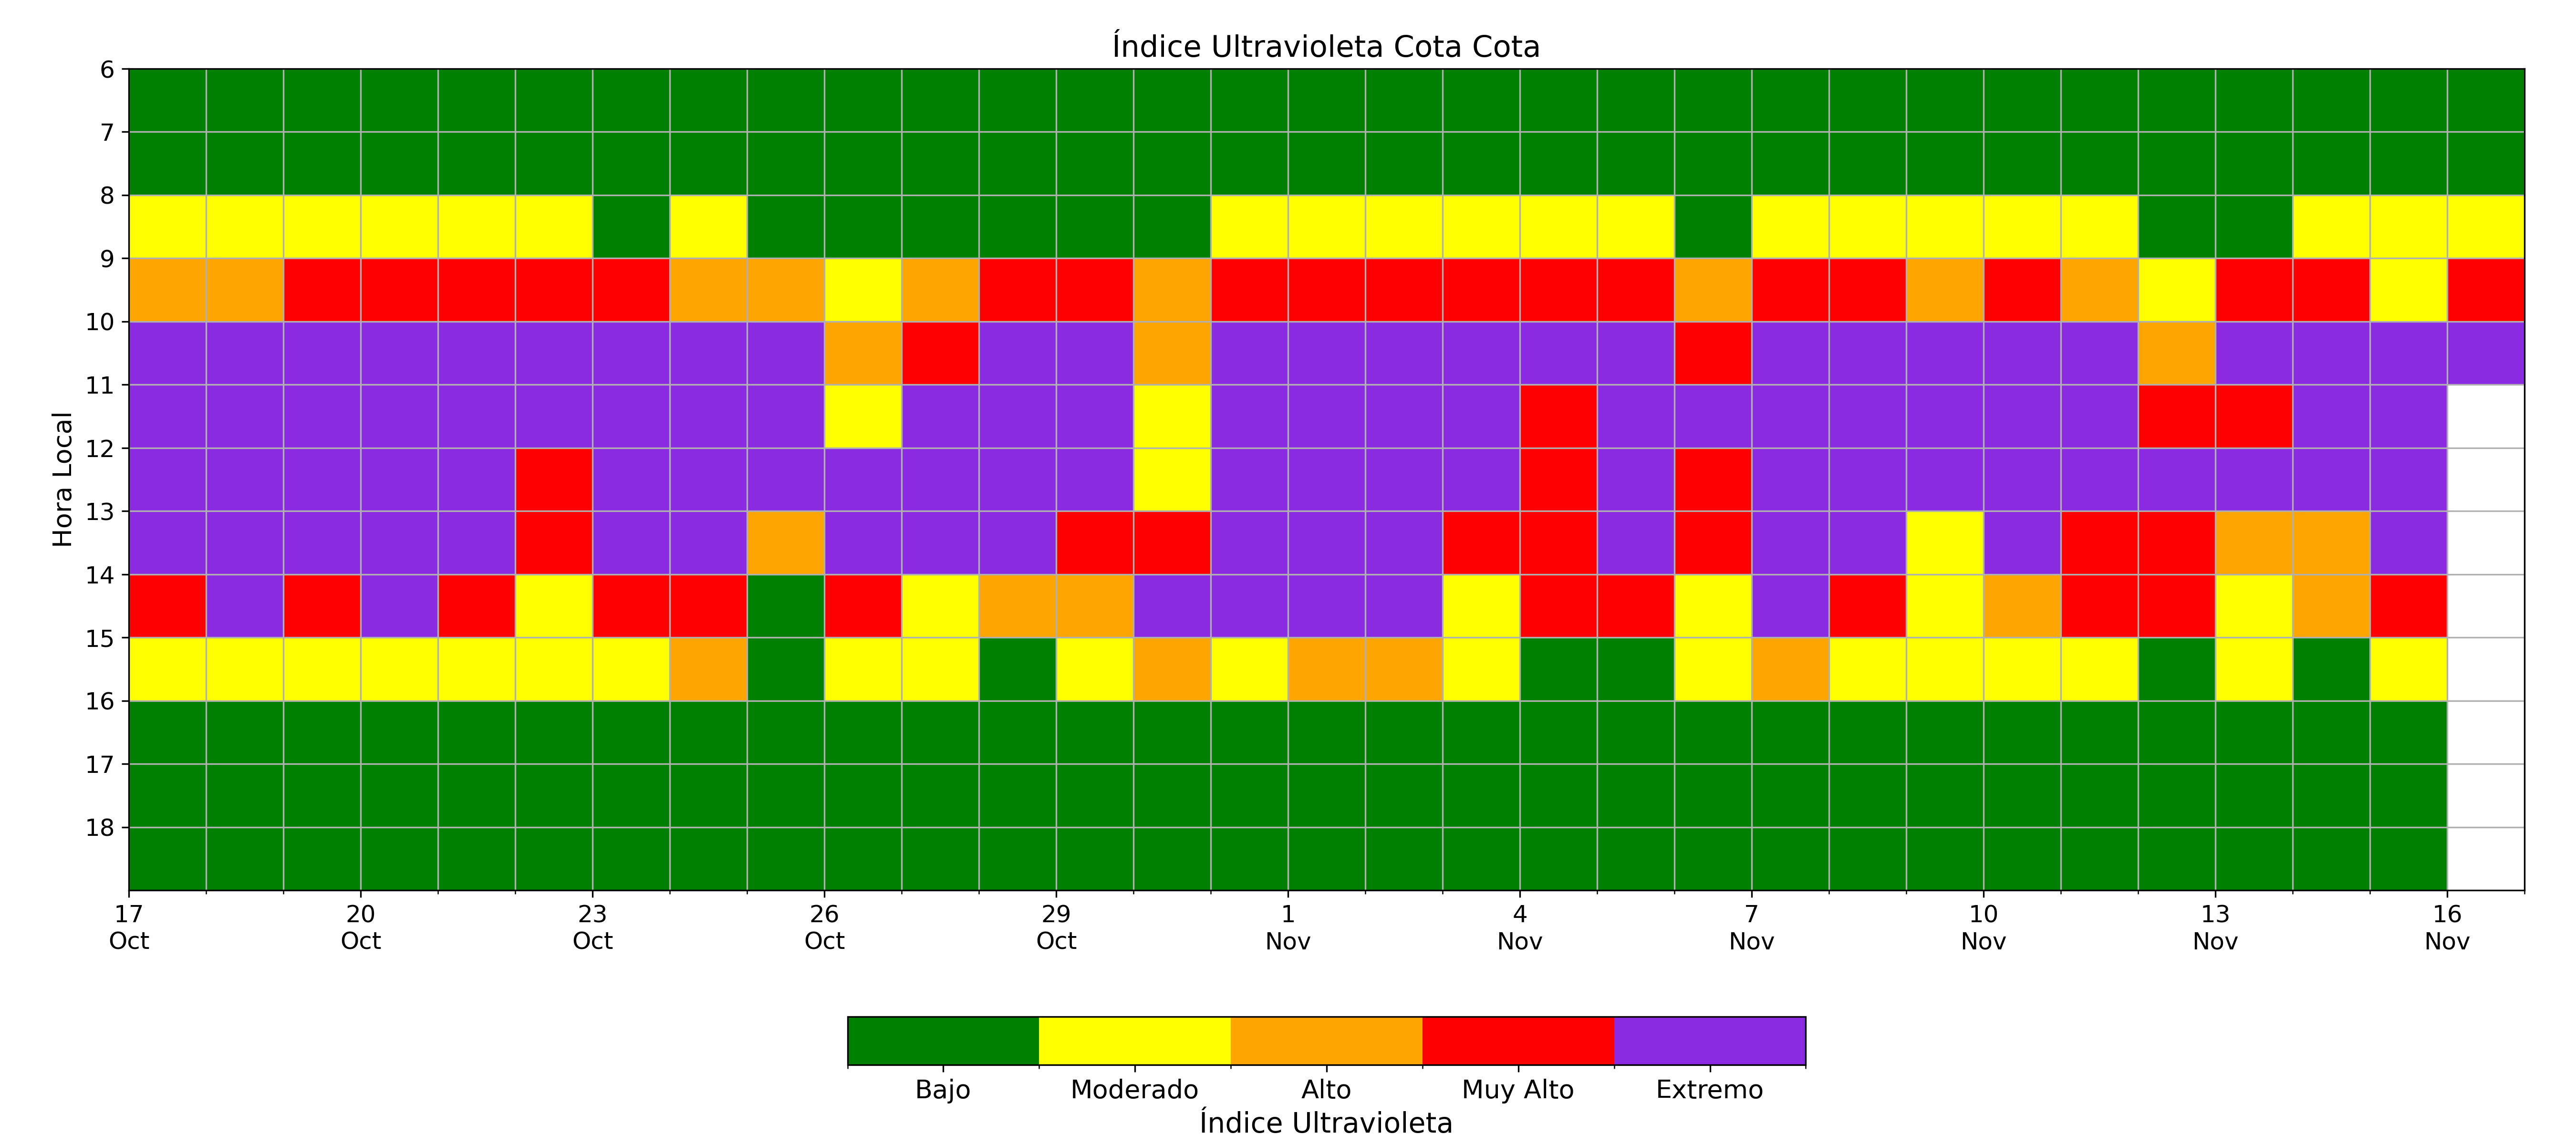 Índice Ultravioleta Cota Cota
6
7
8
9
10
11
12
13
14
15
16
17
18
Hora Local
17 20 23 26 29 1 4 7 10 13 16
Oct Oct Oct Oct Oct Nov Nov Nov Nov Nov Nov
Bajo Moderado Alto Muy Alto Extremo
Índice Ultravioleta